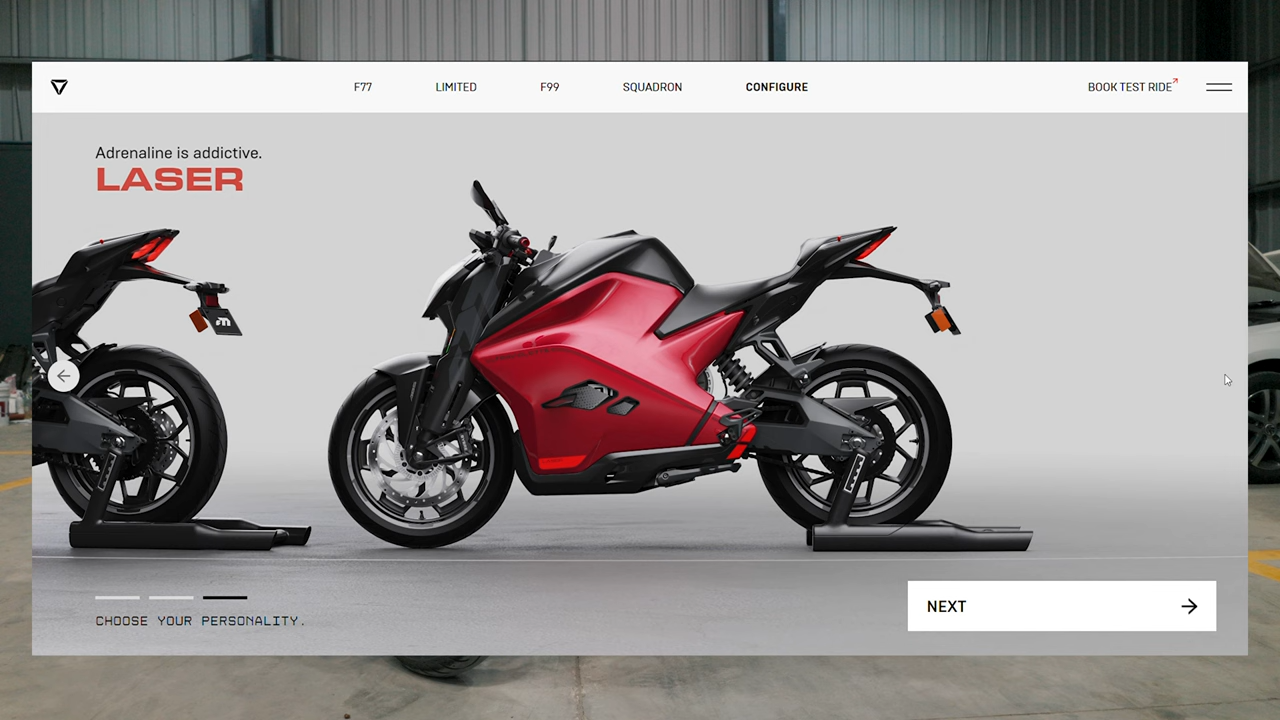 F77 LIMITED F99 SQUADRON CONFIGURE BOOK TEST RIDE
Adrenaline is addictive.
LASER
NEXT
CHOOSE YOUR PERSONALITY.